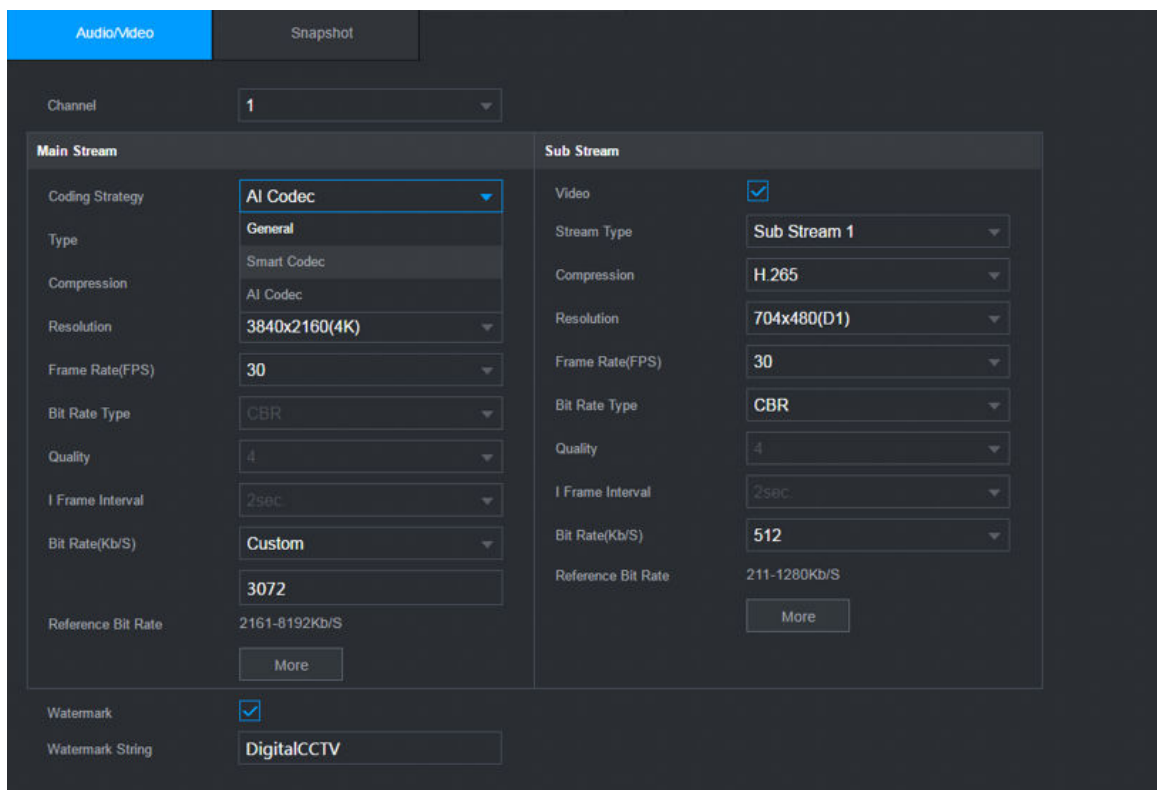 Audio/Video Snapshot
Channel 1
Main Stream
Coding Strategy AI Codec
General
Type
Smart Codec
Compression
AI Codec
Resolution 3840x2160(4K)
Frame Rate(FPS) 30
Bit Rate Type CBR
Quality 4
I Frame Interval 2sec.
Bit Rate(Kb/S) Custom
3072
Reference Bit Rate 2161-8192Kb/S
More
Sub Stream
Video
Stream Type Sub Stream 1
Compression H.265
Resolution 704x480(D1)
Frame Rate(FPS) 30
Bit Rate Type CBR
Quality 4
I Frame Interval 2sec.
Bit Rate(Kb/S) 512
Reference Bit Rate 211-1280Kb/S
More
Watermark
Watermark String DigitalCCTV